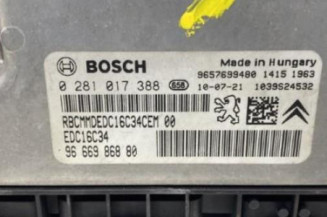 BOSCH
Made in Hungary
9657699480 1415 1963
0 281 017 388 658 10-07-21 1039S24532
RBCMMDEDC16C34CEM 00
EDC16C34
96 669 868 80